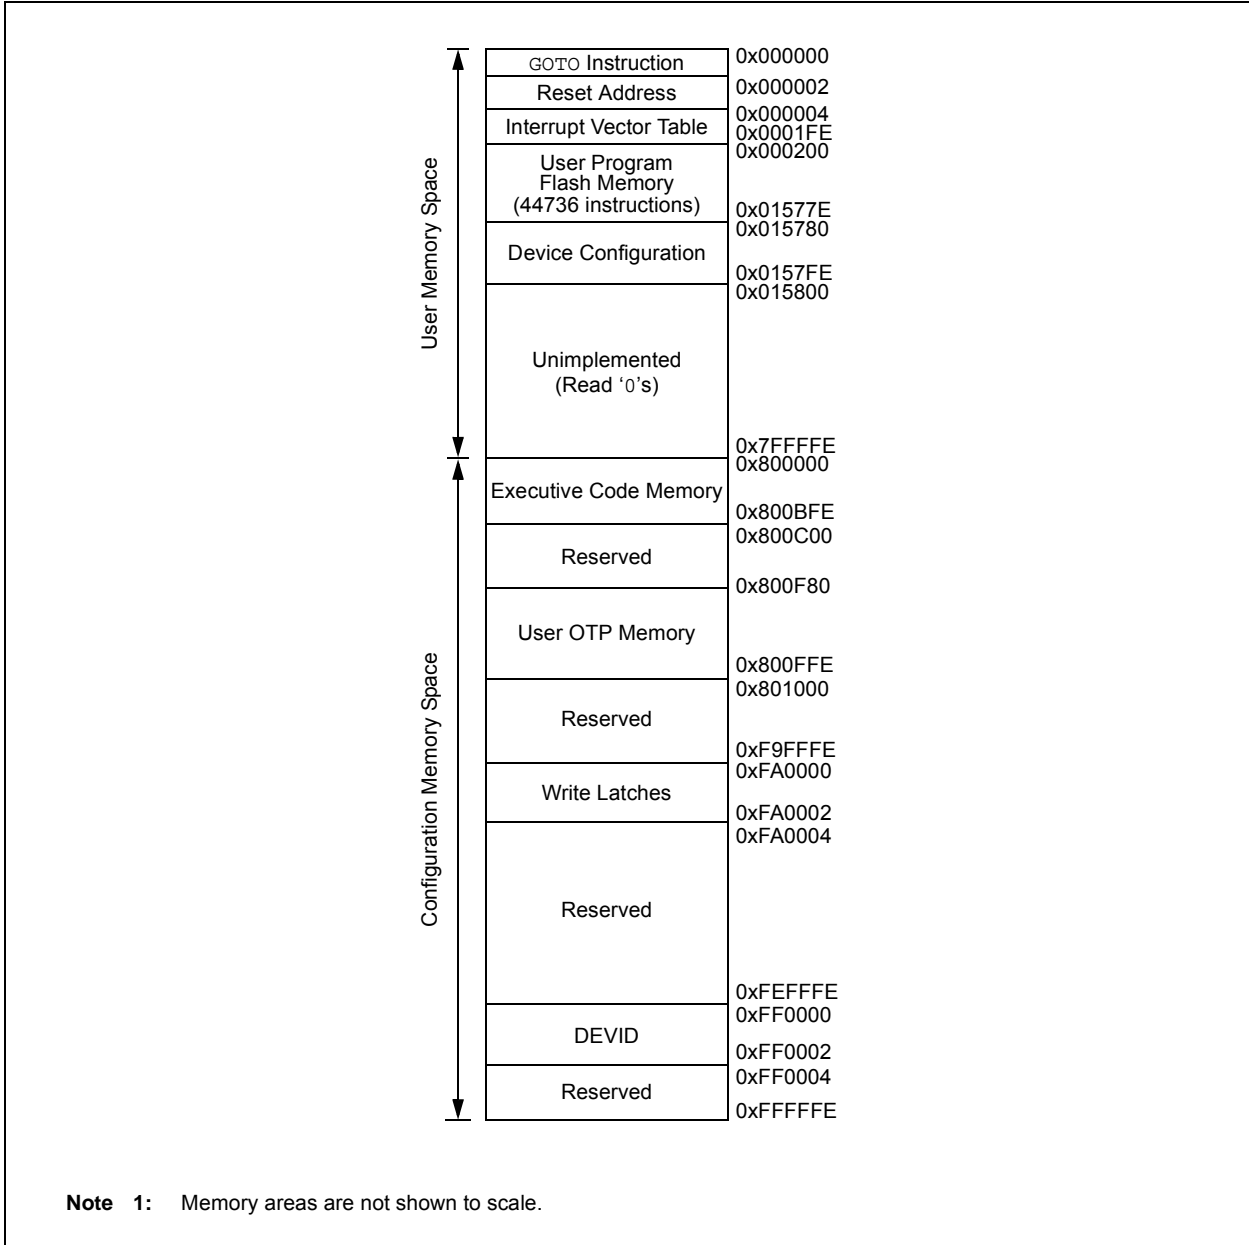 GOTO Instruction
0x000000
Reset Address
0x000002
0x000004
Interrupt Vector Table
0x0001FE
0x000200
User Program
Flash Memory
(44736 instructions)
0x01577E
0x015780
Device Configuration
0x0157FE
0x015800
User Memory Space
Unimplemented
(Read ‘0’s)
0x7FFFFE
0x800000
Executive Code Memory
0x800BFE
0x800C00
Reserved
0x800F80
User OTP Memory
0x800FFE
0x801000
Reserved
0xF9FFFE
0xFA0000
Write Latches
0xFA0002
0xFA0004
Configuration Memory Space
Reserved
0xFEFFFE
0xFF0000
DEVID
0xFF0002
0xFF0004
Reserved
0xFFFFFE
Note 1: Memory areas are not shown to scale.